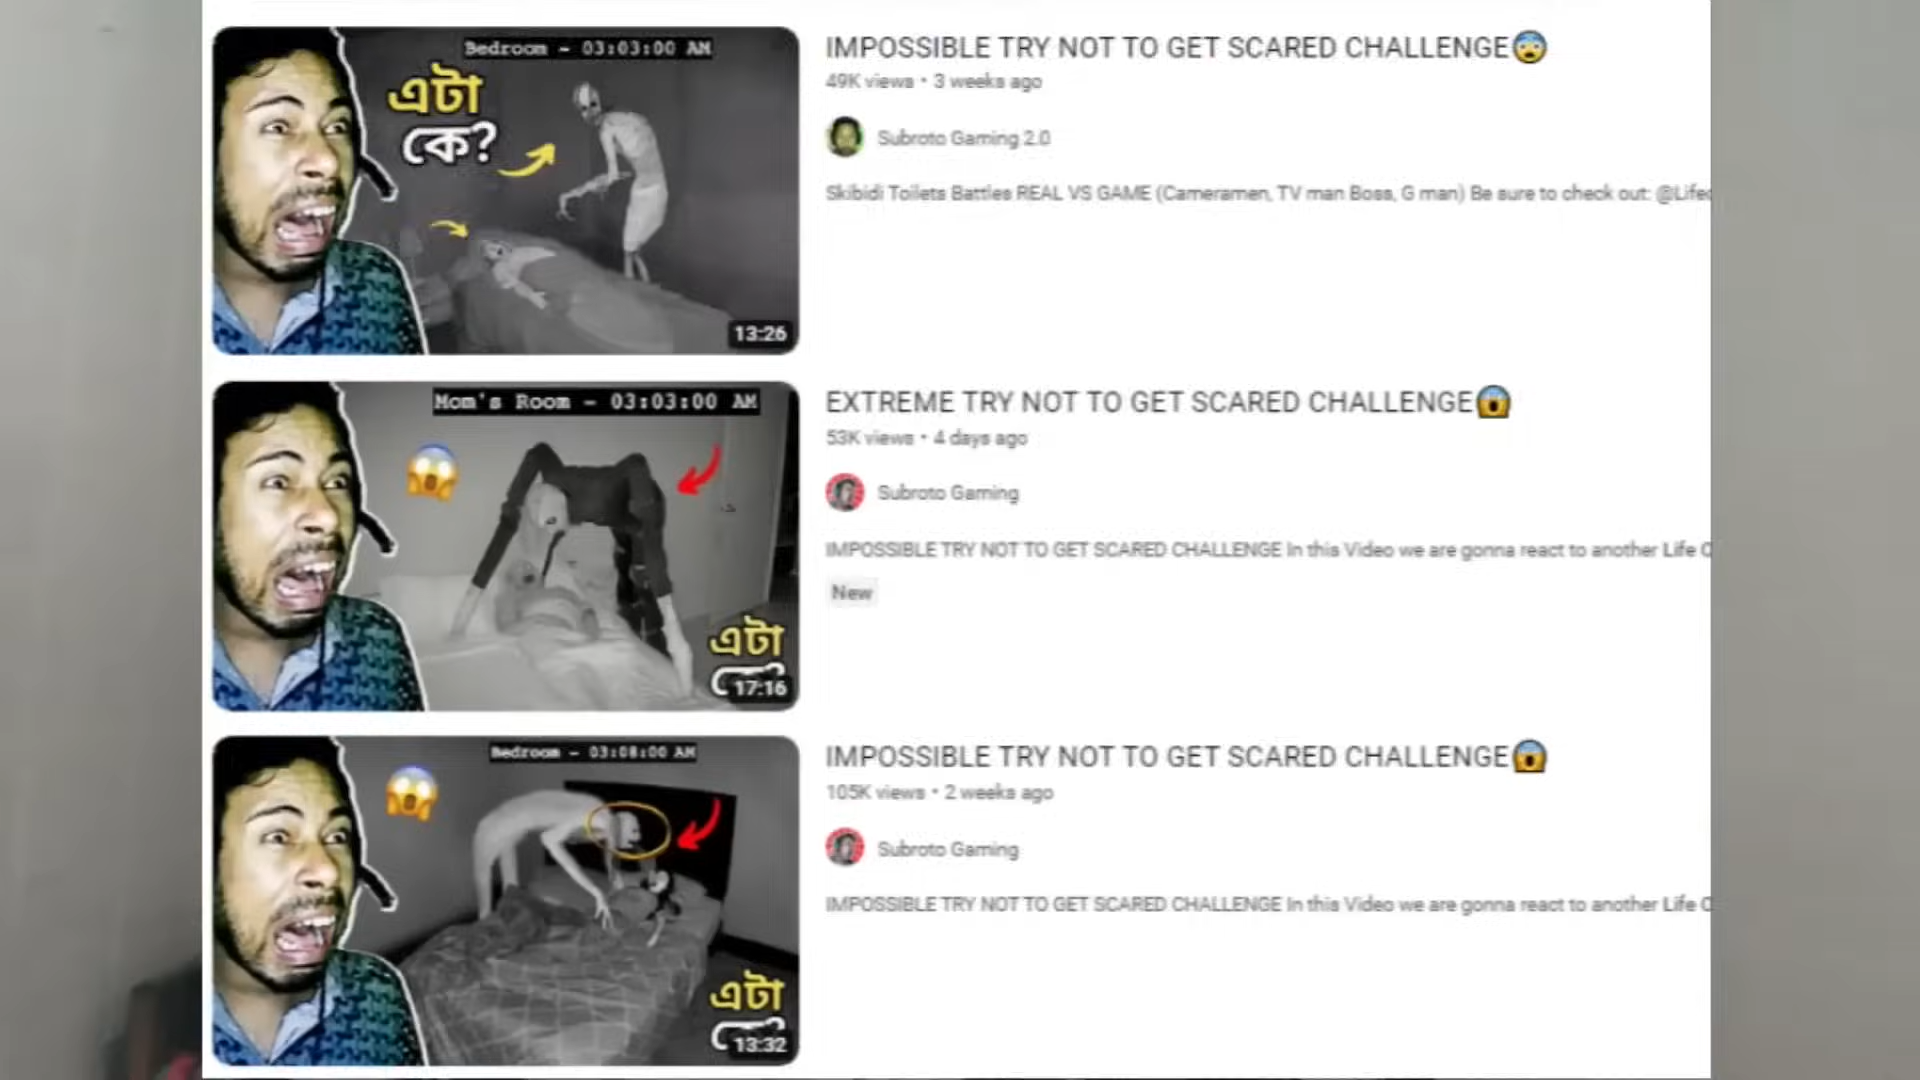 Bedroom - 03:03:00 AM
এটা
কে?
13:26
IMPOSSIBLE TRY NOT TO GET SCARED CHALLENGE😨
49K views • 3 weeks ago
Subroto Gaming 2.0
Skibidi Toilets Battles REAL VS GAME (Cameramen, TV man Boss, G man) Be sure to check out:
Mom's Room - 03:03:00 AM
এটা
17:16
EXTREME TRY NOT TO GET SCARED CHALLENGE😱
53K views • 4 days ago
Subroto Gaming
IMPOSSIBLE TRY NOT TO GET SCARED CHALLENGE In this Video we are gonna react to another Life
New
Bedroom - 03:08:00 AM
এটা
13:32
IMPOSSIBLE TRY NOT TO GET SCARED CHALLENGE😱
105K views • 2 weeks ago
Subroto Gaming
IMPOSSIBLE TRY NOT TO GET SCARED CHALLENGE In this Video we are gonna react to another Life